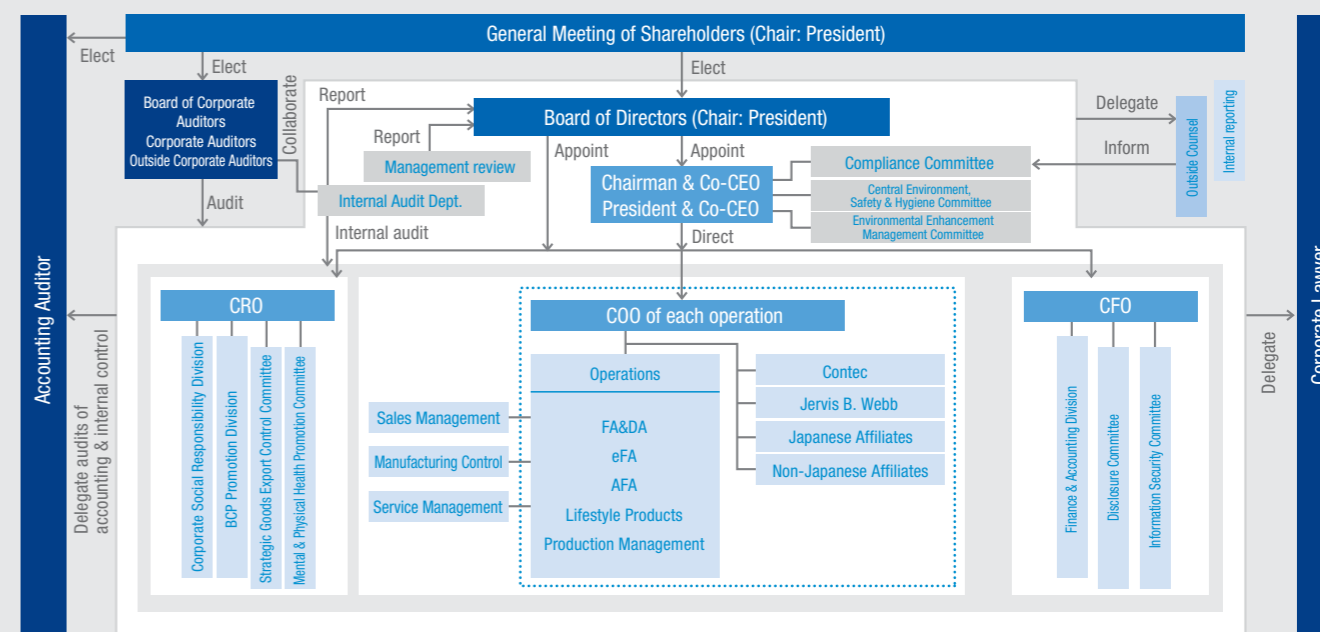 General Meeting of Shareholders (Chair: President)
Elect
Elect
Elect
Board of Corporate
Auditors
Corporate Auditors
Outside Corporate Auditors
Collaborate
Report
Board of Directors (Chair: President)
Report
Management review
Internal Audit Dept.
Audit
Internal audit
Appoint
Appoint
Chairman & Co-CEO
President & Co-CEO
Direct
Compliance Committee
Central Environment,
Safety & Hygiene Committee
Environmental Enhancement
Management Committee
Delegate
Inform
Outside Counsel
Internal reporting
Accounting Auditor
Delegate audits of
accounting & internal control
CRO
Corporate Social Responsibility Division
BCP Promotion Division
Strategic Goods Export Control Committee
Mental & Physical Health Promotion Committee
COO of each operation
Operations
FA&DA
eFA
AFA
Lifestyle Products
Production Management
Sales Management
Manufacturing Control
Service Management
Contec
Jervis B. Webb
Japanese Affiliates
Non-Japanese Affiliates
CFO
Finance & Accounting Division
Disclosure Committee
Information Security Committee
Delegate
Corporate Lawyer